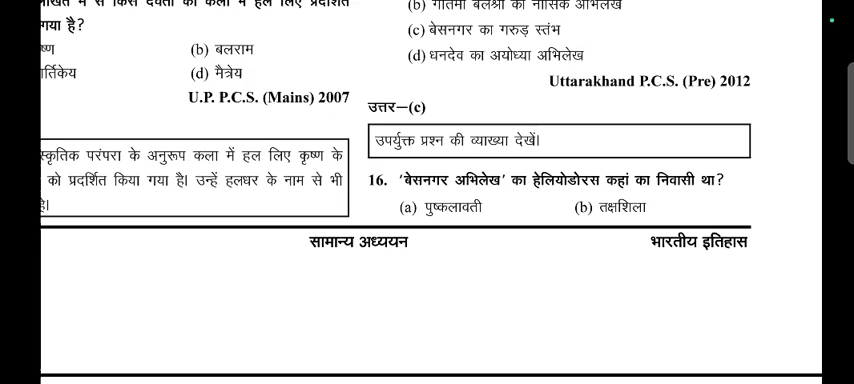 गया है?
(b) बलराम
(d) मैत्रेय
U.P. P.C.S. (Mains) 2007
स्कृतिक परंपरा के अनुरूप कला में हल लिए कृष्ण के
को प्रदर्शित किया गया है। उन्हें हलधर के नाम से भी
है।
(b) गौतमी बलश्री का नासिक अभिलेख
(c) बेसनगर का गरुड़ स्तंभ
(d) धनदेव का अयोध्या अभिलेख
Uttarakhand P.C.S. (Pre) 2012
उत्तर—(c)
उपर्युक्त प्रश्न की व्याख्या देखें।
16. 'बेसनगर अभिलेख' का हेलियोडोरस कहां का निवासी था?
(a) पुष्कलावती (b) तक्षशिला
सामान्य अध्ययन भारतीय इतिहास